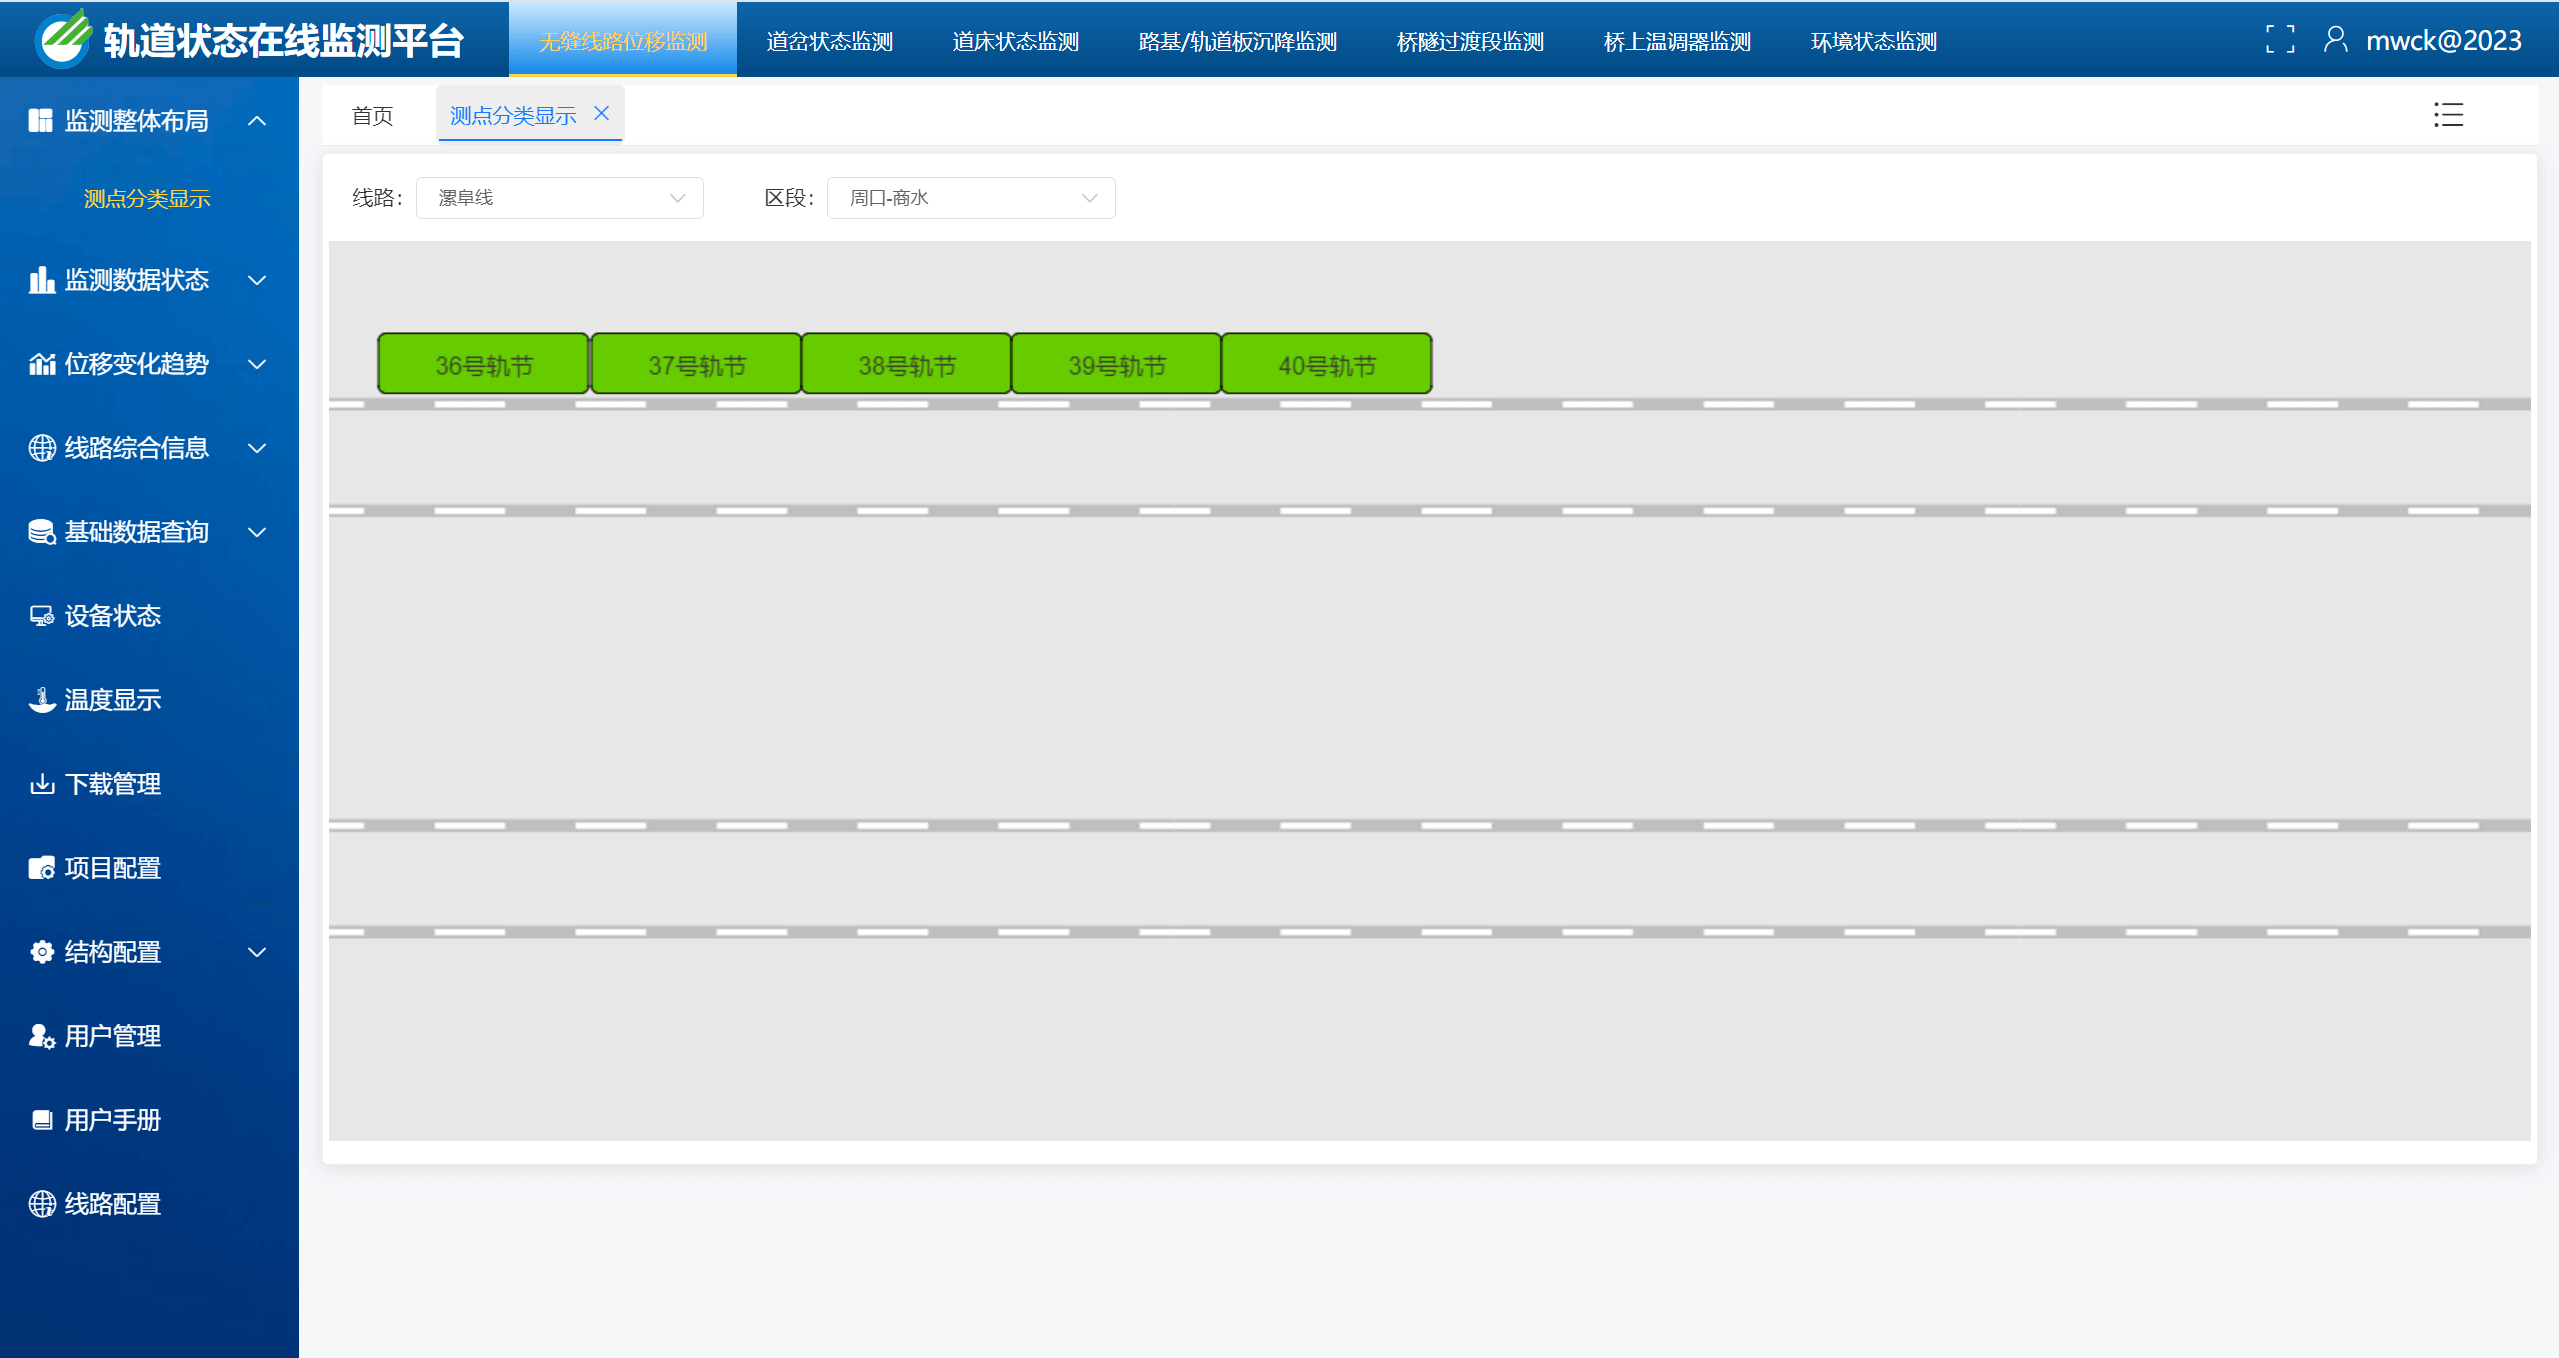 轨道状态在线监测平台
无缝线路位移监测
道岔状态监测
道床状态监测
路基/轨道板沉降监测
桥隧过渡段监测
桥上温调器监测
环境状态监测
mwck@2023
监测整体布局
测点分类显示
监测数据状态
位移变化趋势
线路综合信息
基础数据查询
设备状态
温度显示
下载管理
项目配置
结构配置
用户管理
用户手册
线路配置
首页
测点分类显示
线路：
漯阜线
区段：
周口-商水
36号轨节
37号轨节
38号轨节
39号轨节
40号轨节